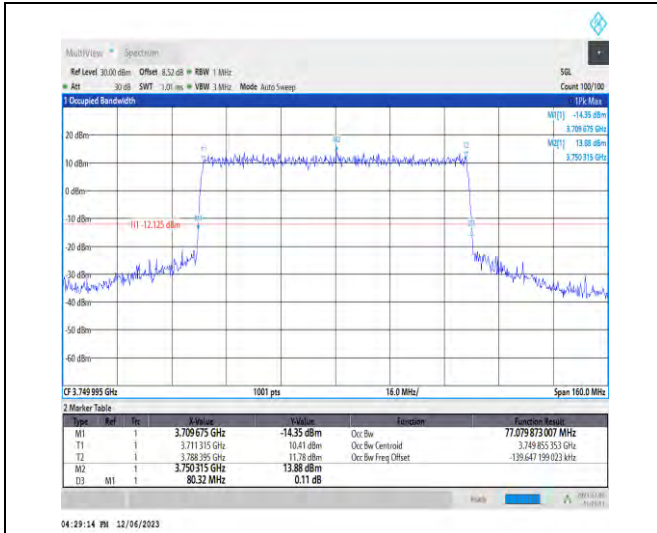 MultiView Spectrum
Ref Level 30.00 dBm Offset 8.52 dB RBW 1 MHz SGL
Att 30 dB SWT 1.01 ms VBW 3 MHz Mode Auto Sweep Count 100/100
1 Occupied Bandwidth 1Pk Max
M1[1] -14.35 dBm
3.709 675 GHz
M2[1] 13.88 dBm
3.750 315 GHz
20 dBm
10 dBm
0 dBm
-10 dBm
H1 -12.125 dBm
-20 dBm
-30 dBm
-40 dBm
-50 dBm
-60 dBm
CF 3.749 995 GHz 1001 pts 16.0 MHz/ Span 160.0 MHz
2 Marker Table
Type Ref Trc X-Value Y-Value Function Function Result
M1 1 3.709 675 GHz -14.35 dBm Occ Bw 77.079 873 007 MHz
T1 1 3.711 315 GHz 10.41 dBm Occ Bw Centroid 3.749 855 353 GHz
T2 1 3.788 395 GHz 11.78 dBm Occ Bw Freq Offset -139.647 199 023 kHz
M2 1 3.750 315 GHz 13.88 dBm
D3 M1 1 80.32 MHz 0.11 dB
Ready
04:29:14 PM 12/06/2023